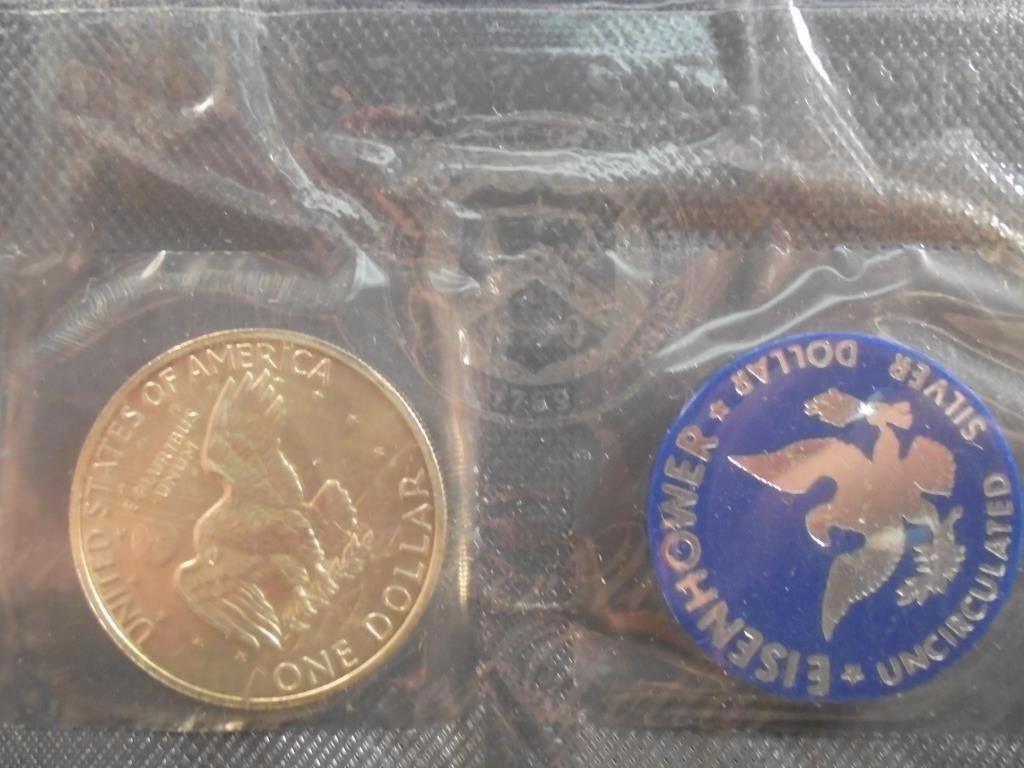 UNITED STATES OF AMERICA
E PLURIBUS
UNUM
ONE DOLLAR
EISENHOWER ★ DOLLAR
SILVER
UNCIRCULATED ★